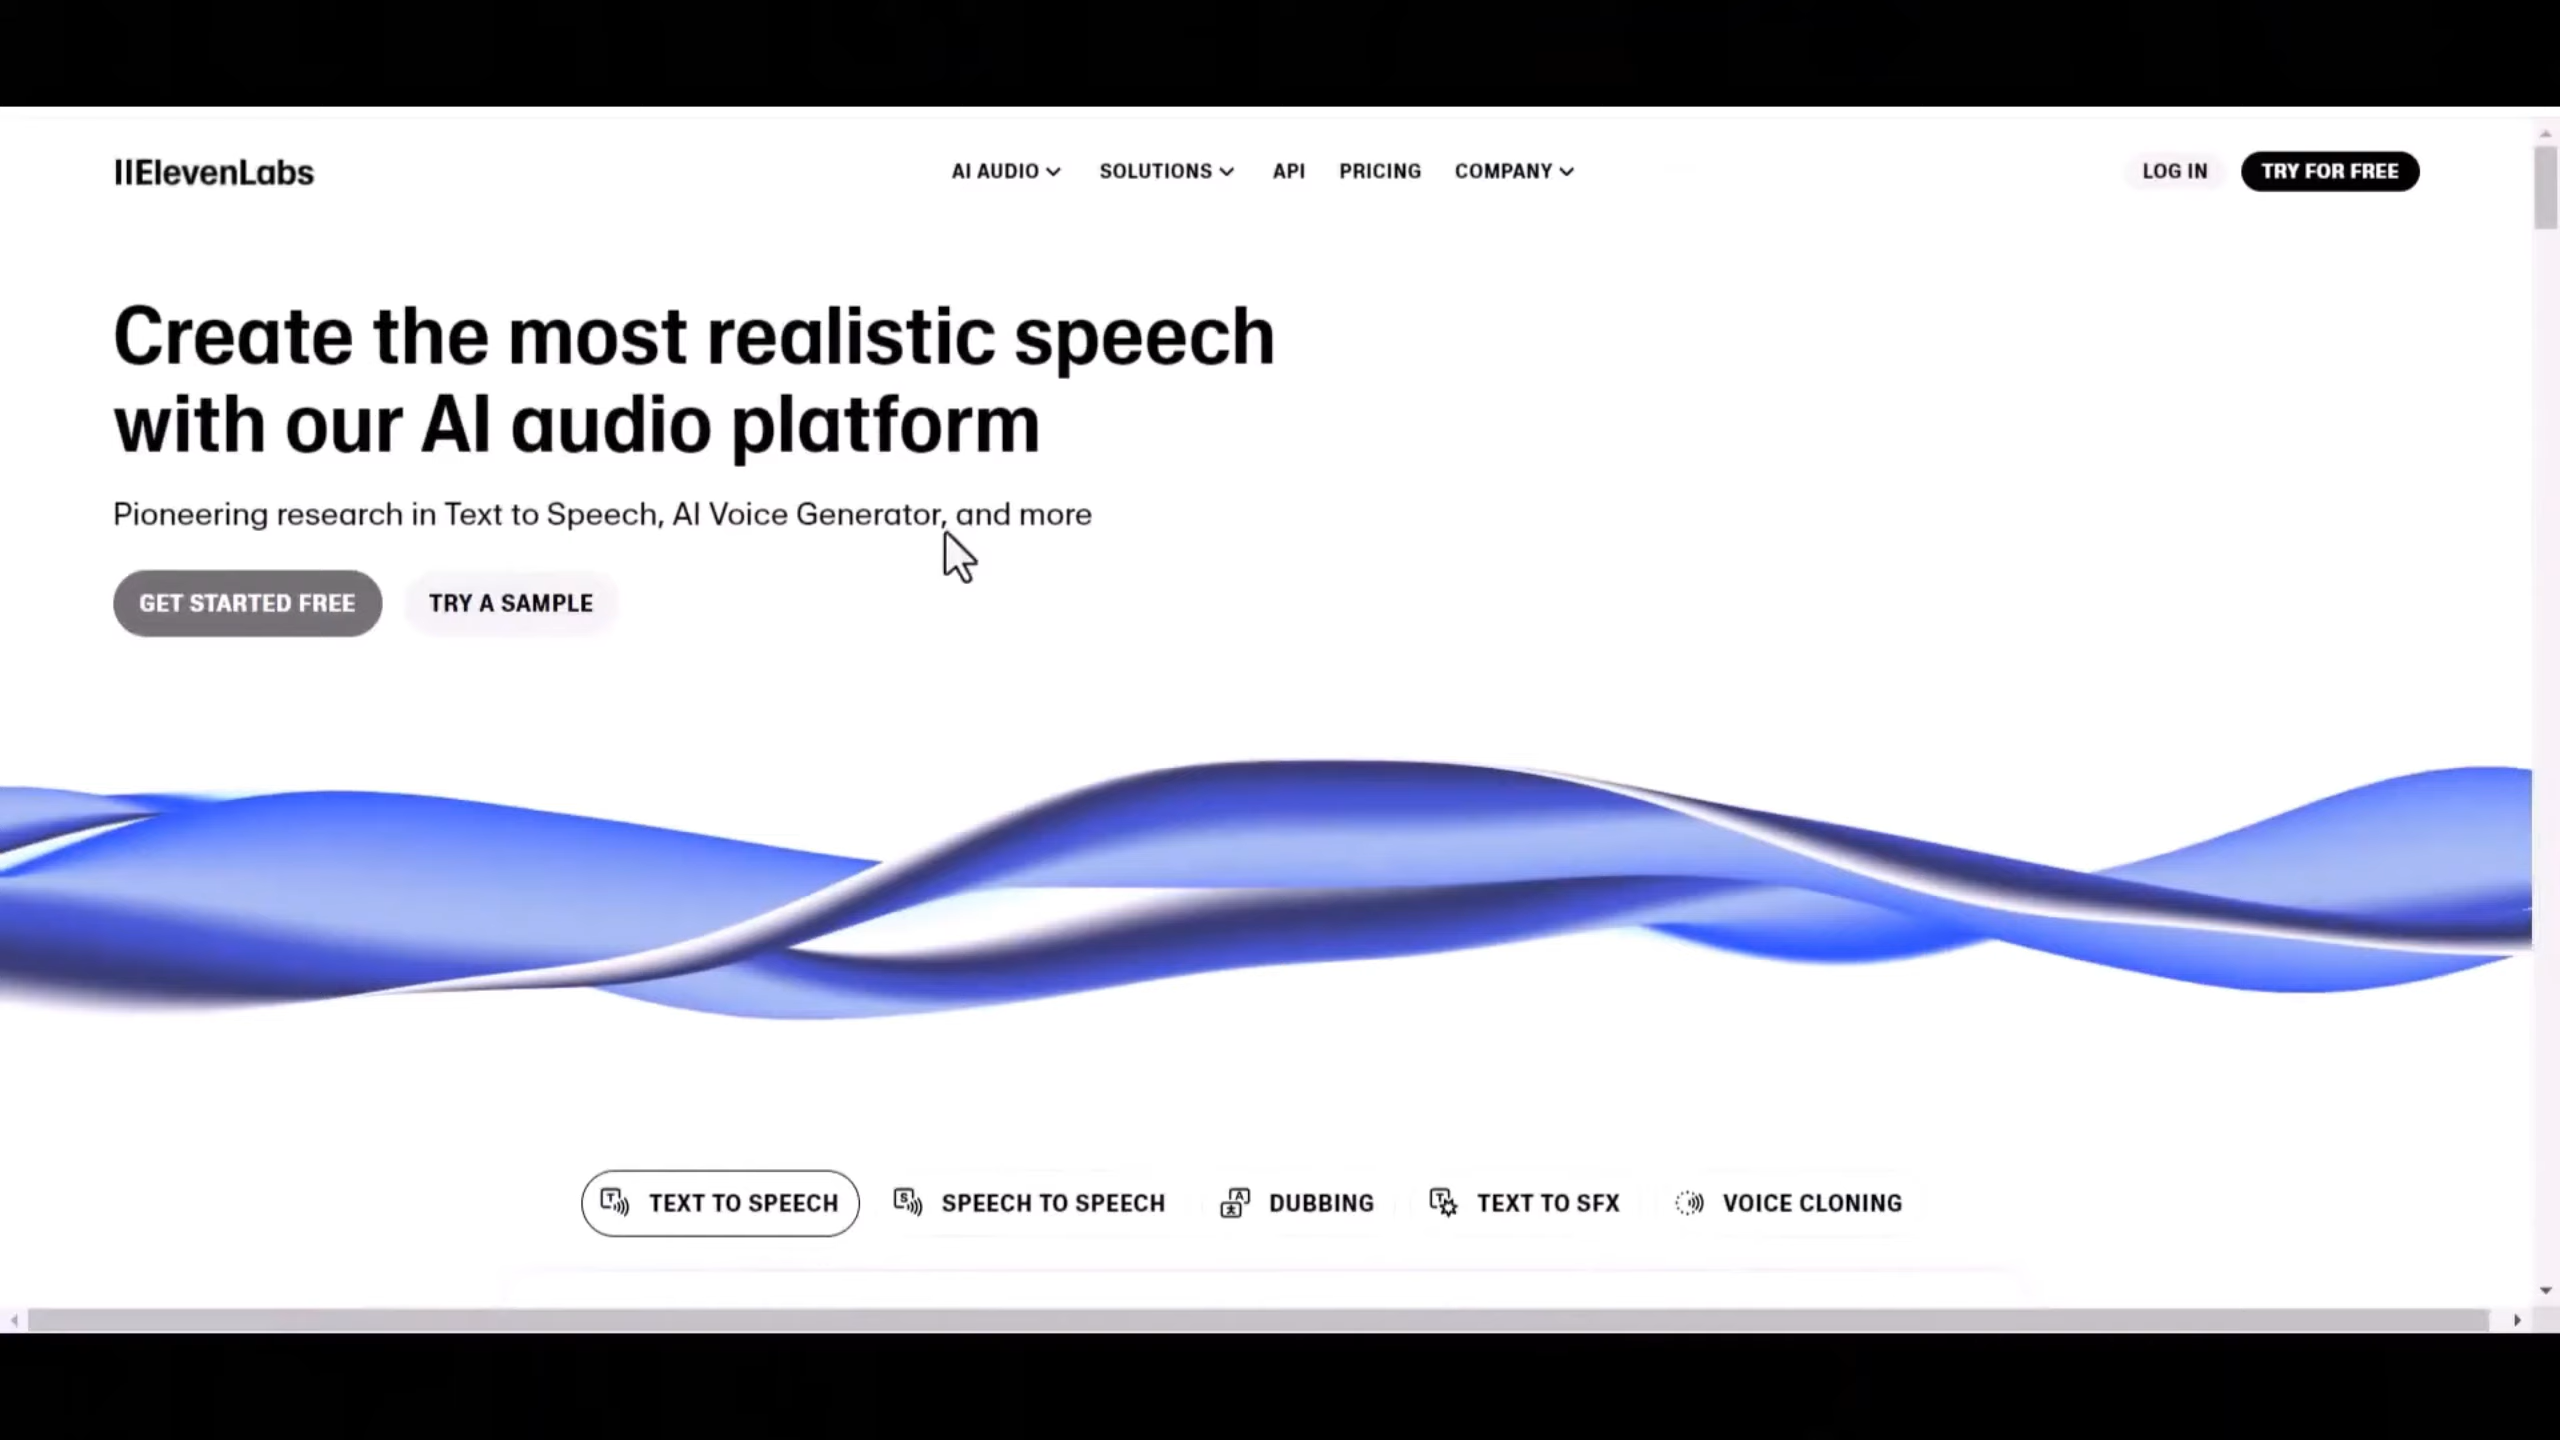 IIElevenLabs
AI AUDIO
SOLUTIONS
API
PRICING
COMPANY
LOG IN
TRY FOR FREE
Create the most realistic speech
with our AI audio platform
Pioneering research in Text to Speech, AI Voice Generator, and more
GET STARTED FREE
TRY A SAMPLE
TEXT TO SPEECH
SPEECH TO SPEECH
DUBBING
TEXT TO SFX
VOICE CLONING